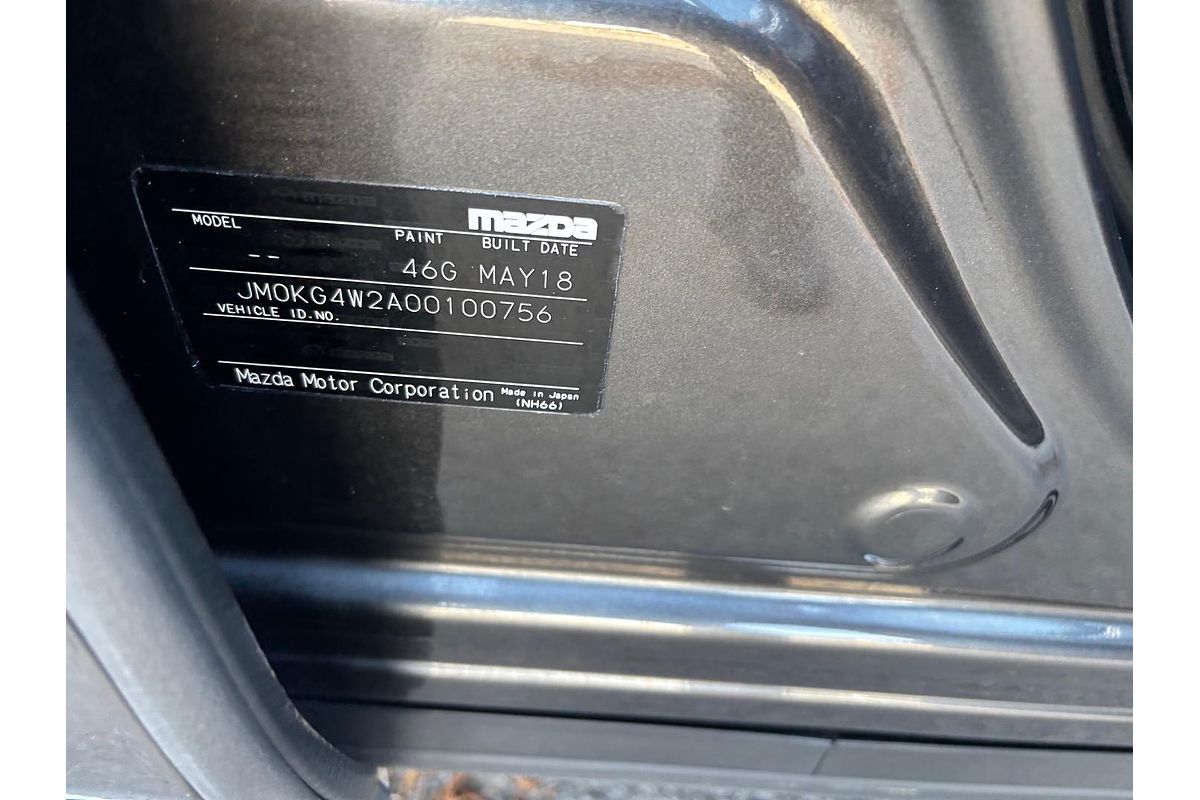 mazda
MODEL PAINT BUILT DATE
-- 46G MAY18
JM0KG4W2A00100756
VEHICLE ID.NO.
Mazda Motor Corporation Made in Japan
(NH66)